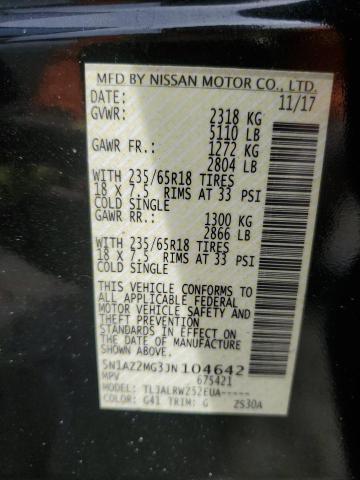 MFD BY NISSAN MOTOR CO., LTD.
DATE: 11/17
GVWR: 2318 KG
5110 LB
GAWR FR.: 1272 KG
2804 LB
WITH 235/65R18 TIRES
18 X 7.5 RIMS AT 33 PSI
COLD SINGLE
GAWR RR.: 1300 KG
2866 LB
WITH 235/65R18 TIRES
18 X 7.5 RIMS AT 33 PSI
COLD SINGLE
THIS VEHICLE CONFORMS TO
ALL APPLICABLE FEDERAL
MOTOR VEHICLE SAFETY AND
THEFT PREVENTION
STANDARDS IN EFFECT ON
THE DATE OF MANUFACTURE
SHOWN ABOVE.
5N1AZ2MG3JN104642
MPV 675421
MODEL: TLJALRWZ52EUA-----
COLOR: G41 TRIM: G ZS30A